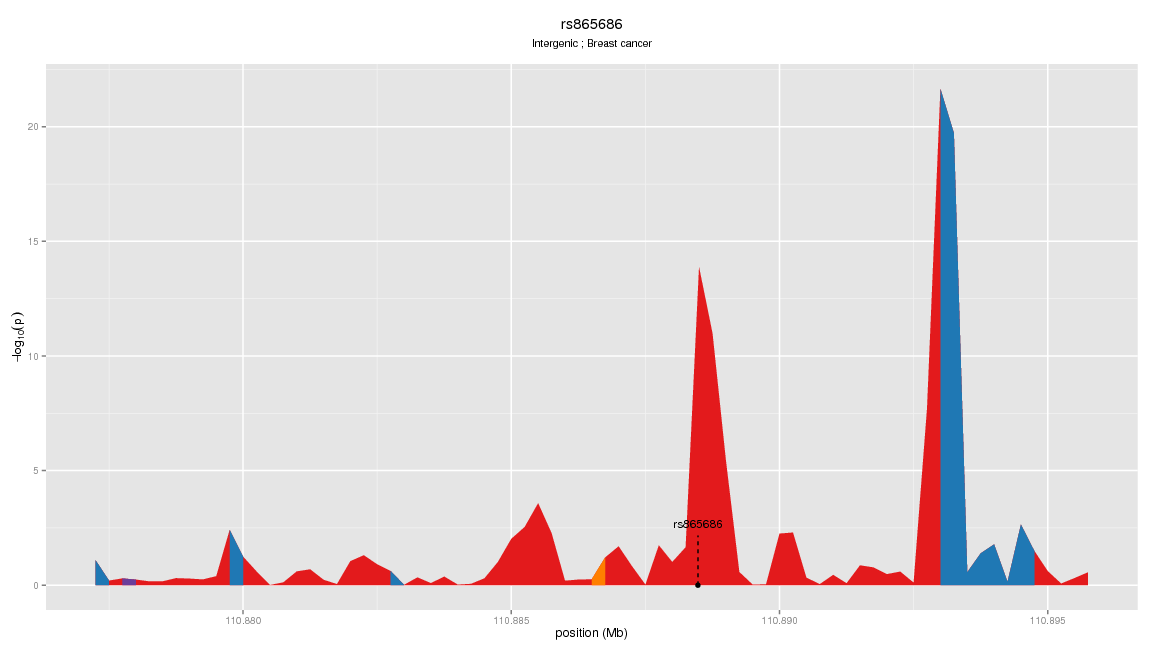 rs865686
Intergenic ; Breast cancer
−log10(p)
20
15
10
5
0
rs865686
110.880
110.885
110.890
110.895
position (Mb)